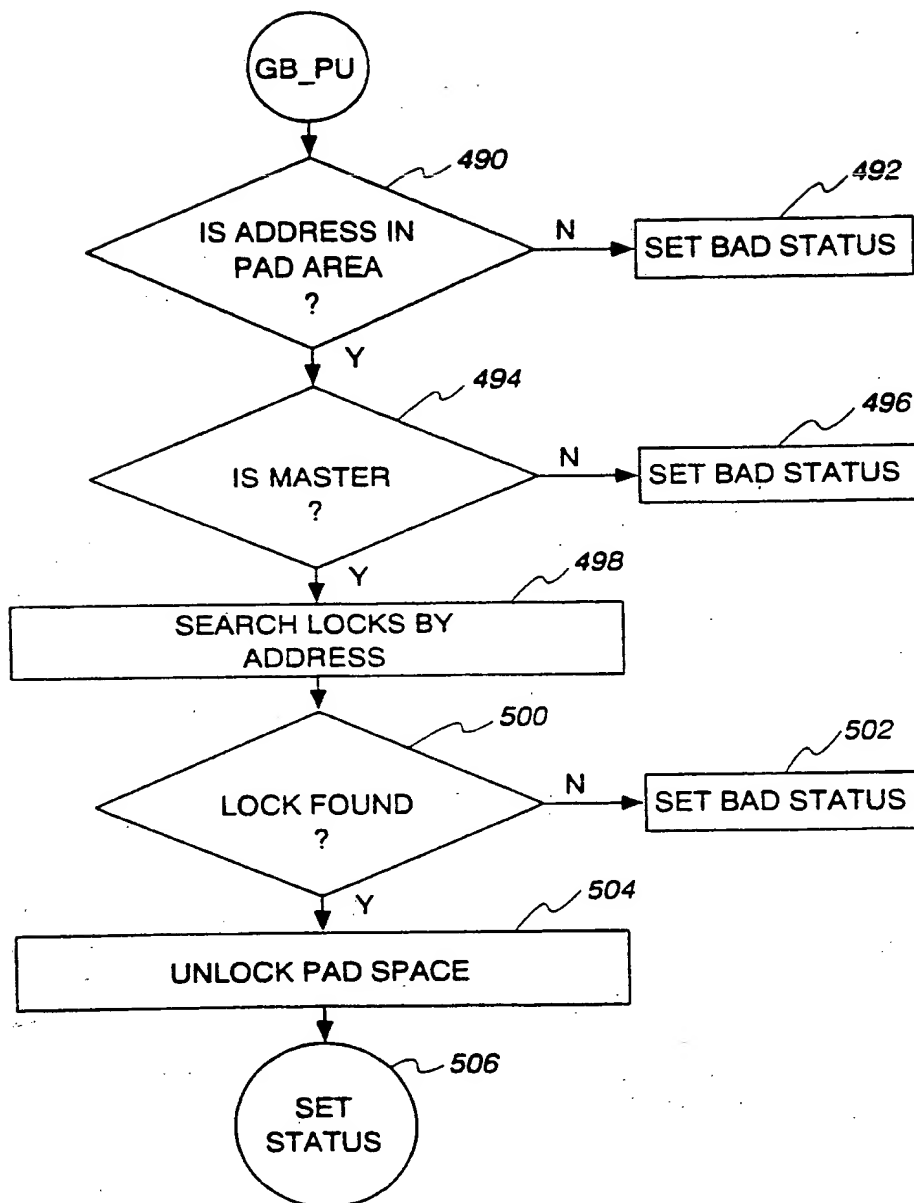 GB_PU
490
IS ADDRESS IN
PAD AREA
?
N
492
SET BAD STATUS
Y
494
IS MASTER
?
N
496
SET BAD STATUS
Y
498
SEARCH LOCKS BY
ADDRESS
500
LOCK FOUND
?
N
502
SET BAD STATUS
Y
504
UNLOCK PAD SPACE
506
SET
STATUS